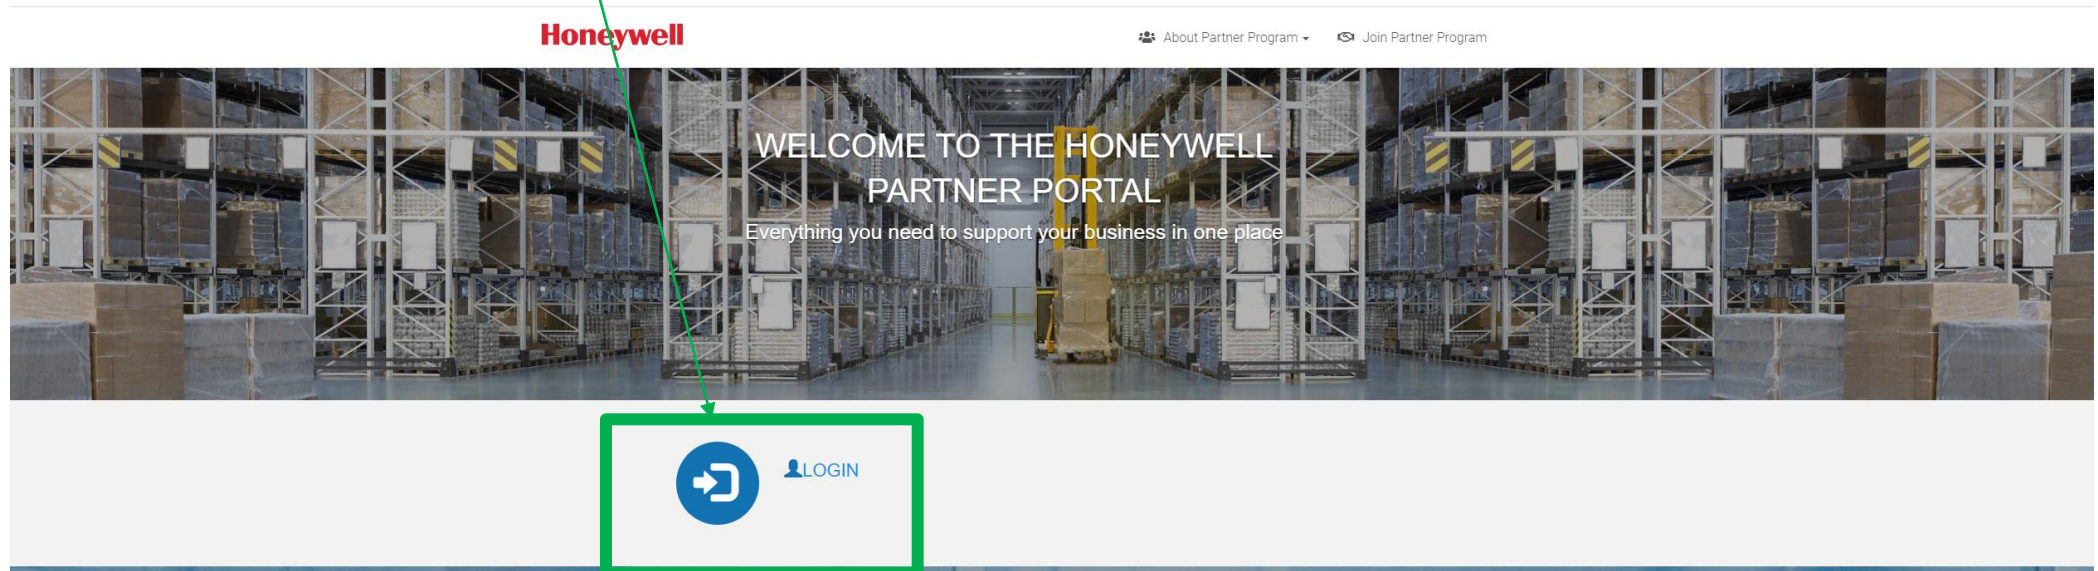 Honeywell
About Partner Program
Join Partner Program
WELCOME TO THE HONEYWELL
PARTNER PORTAL
Everything you need to support your business in one place
LOGIN